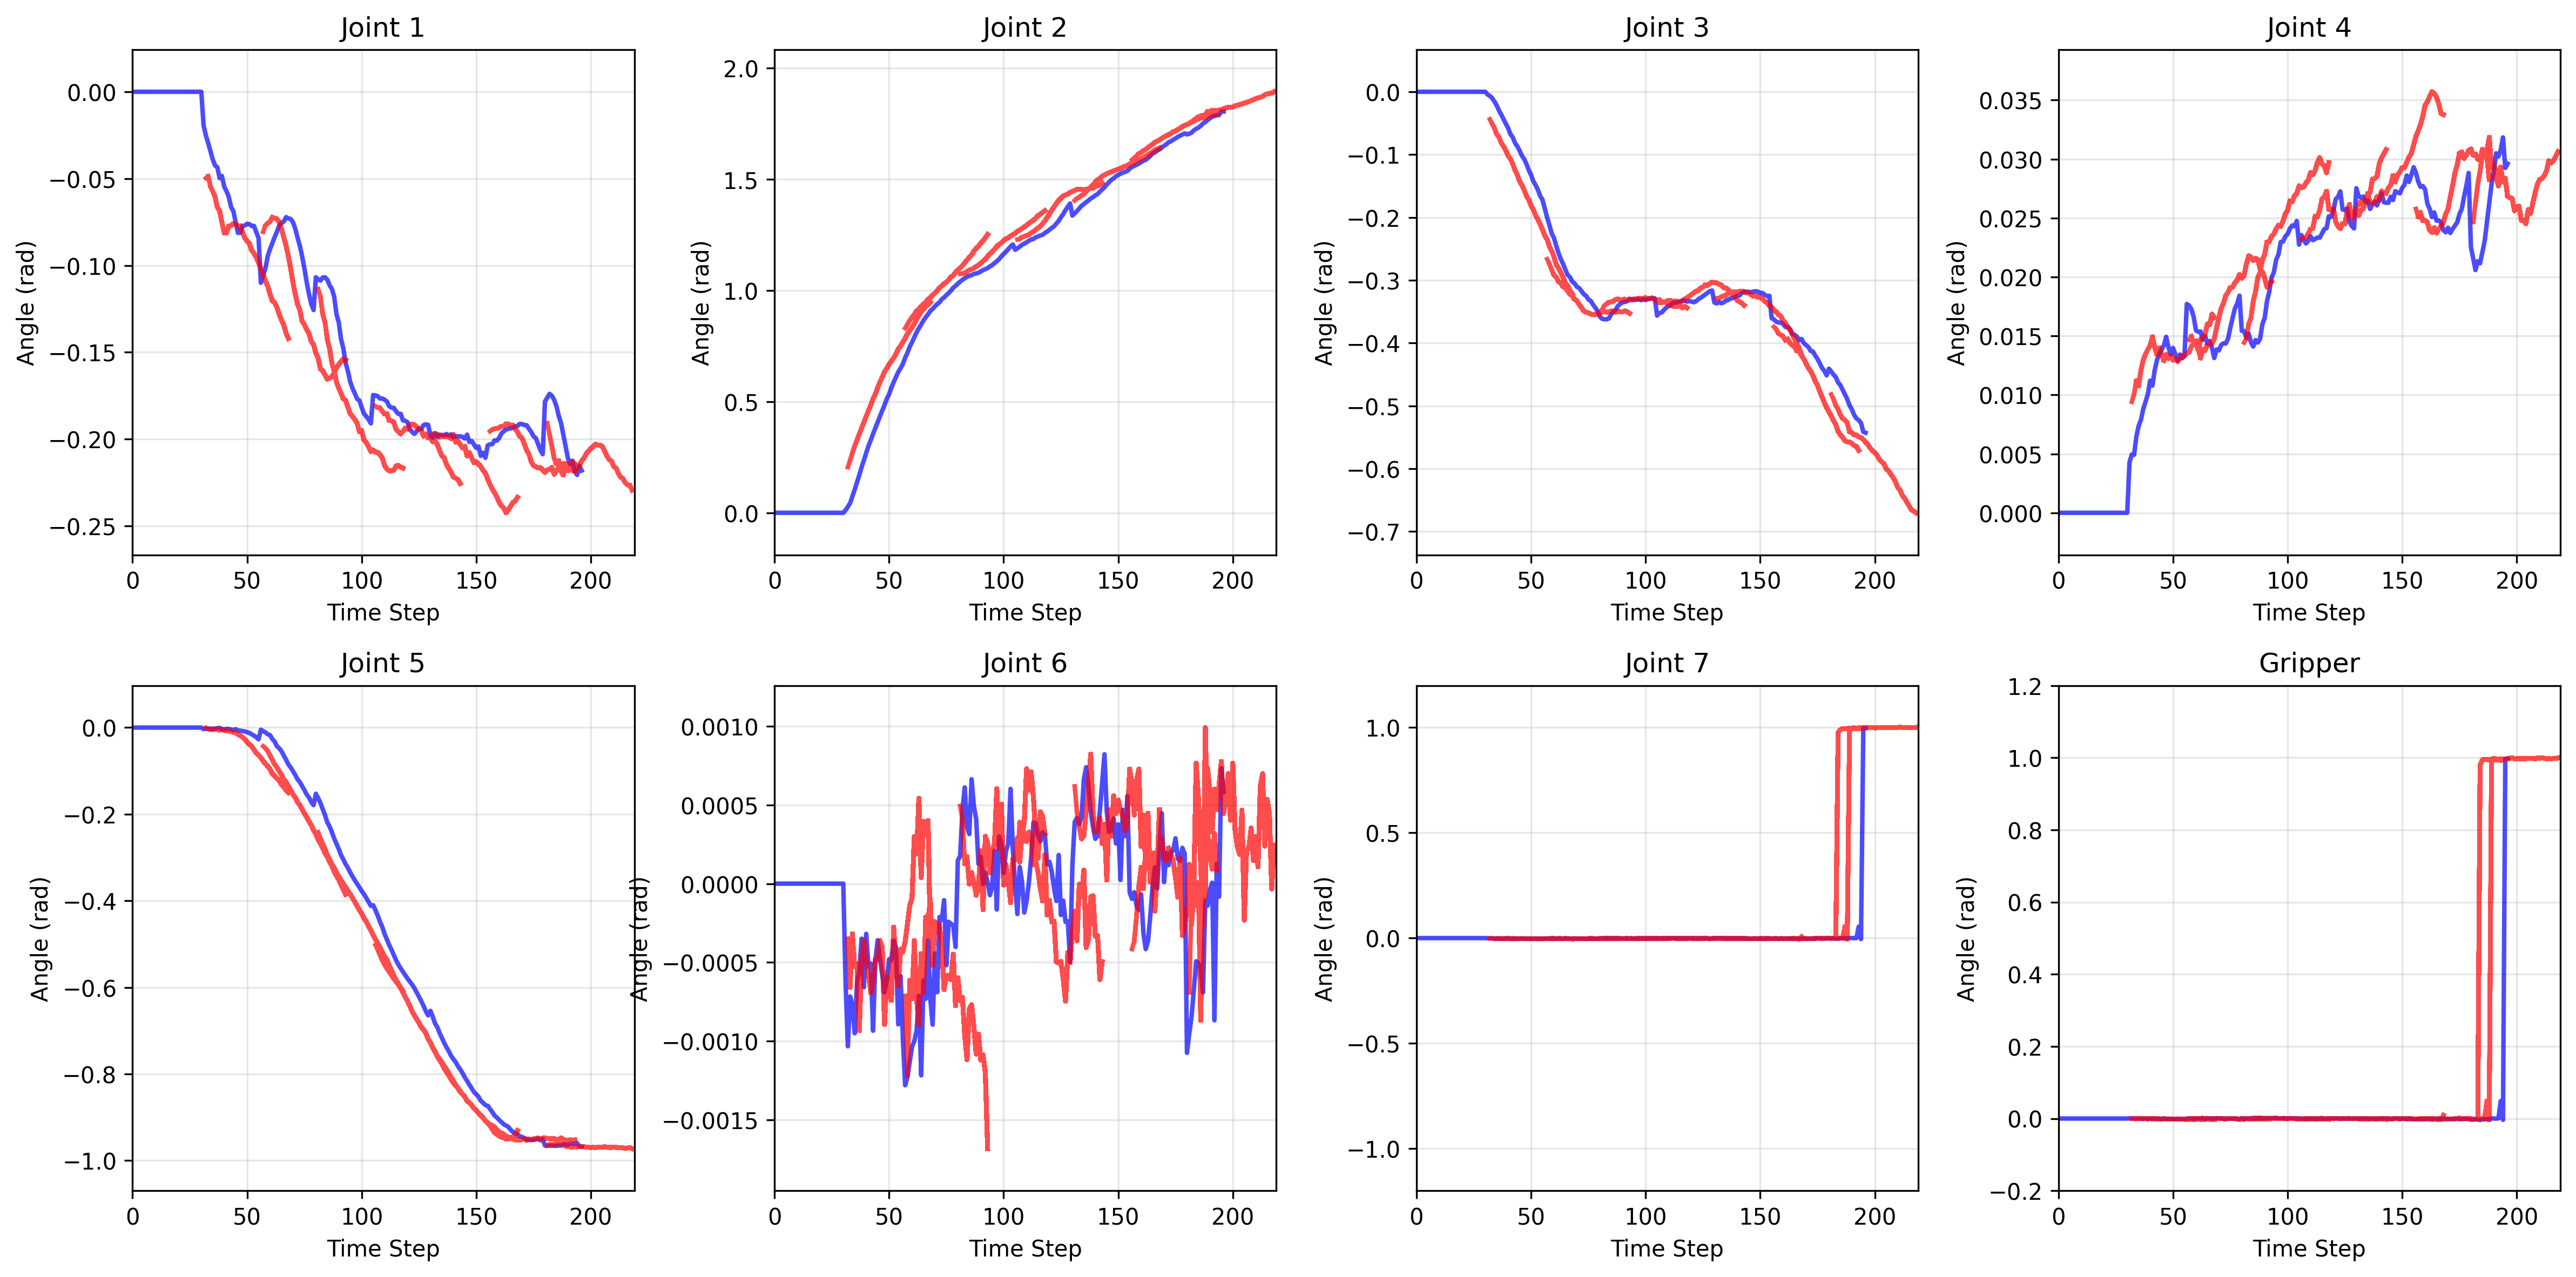 Joint 1
Joint 2
Joint 3
Joint 4
0.00
−0.05
−0.10
−0.15
−0.20
−0.25
Angle (rad)
0 50 100 150 200
Time Step
2.0
1.5
1.0
0.5
0.0
Angle (rad)
0 50 100 150 200
Time Step
0.0
−0.1
−0.2
−0.3
−0.4
−0.5
−0.6
−0.7
Angle (rad)
0 50 100 150 200
Time Step
0.035
0.030
0.025
0.020
0.015
0.010
0.005
0.000
Angle (rad)
0 50 100 150 200
Time Step
Joint 5
Joint 6
Joint 7
Gripper
0.0
−0.2
−0.4
−0.6
−0.8
−1.0
Angle (rad)
0 50 100 150 200
Time Step
0.0010
0.0005
0.0000
−0.0005
−0.0010
−0.0015
Angle (rad)
0 50 100 150 200
Time Step
1.0
0.5
0.0
−0.5
−1.0
Angle (rad)
0 50 100 150 200
Time Step
1.2
1.0
0.8
0.6
0.4
0.2
0.0
−0.2
Angle (rad)
0 50 100 150 200
Time Step